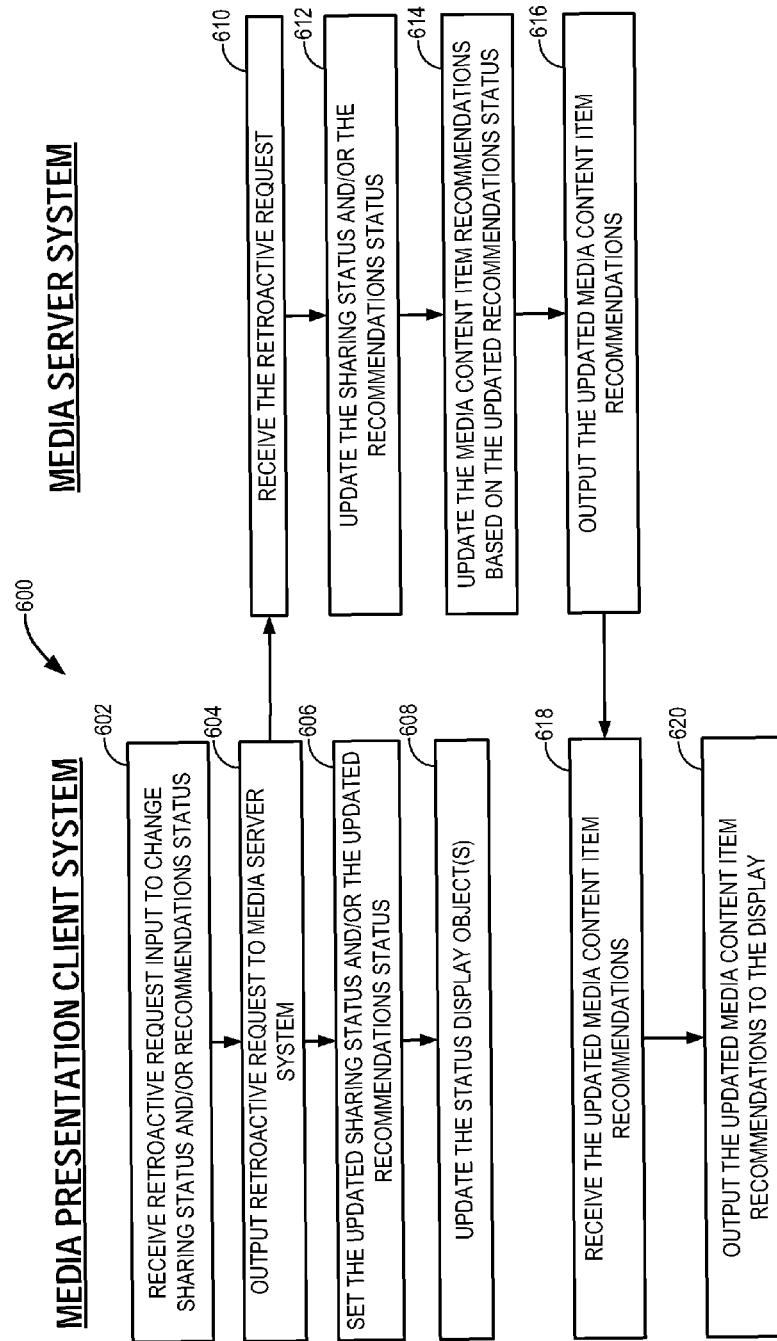 600
MEDIA PRESENTATION CLIENT SYSTEM
602
RECEIVE RETROACTIVE REQUEST INPUT TO CHANGE
SHARING STATUS AND/OR RECOMMENDATIONS STATUS
604
OUTPUT RETROACTIVE REQUEST TO MEDIA SERVER
SYSTEM
606
SET THE UPDATED SHARING STATUS AND/OR THE UPDATED
RECOMMENDATIONS STATUS
608
UPDATE THE STATUS DISPLAY OBJECT(S)
618
RECEIVE THE UPDATED MEDIA CONTENT ITEM
RECOMMENDATIONS
620
OUTPUT THE UPDATED MEDIA CONTENT ITEM
RECOMMENDATIONS TO THE DISPLAY
MEDIA SERVER SYSTEM
610
RECEIVE THE RETROACTIVE REQUEST
612
UPDATE THE SHARING STATUS AND/OR THE
RECOMMENDATIONS STATUS
614
UPDATE THE MEDIA CONTENT ITEM RECOMMENDATIONS
BASED ON THE UPDATED RECOMMENDATIONS STATUS
616
OUTPUT THE UPDATED MEDIA CONTENT ITEM
RECOMMENDATIONS